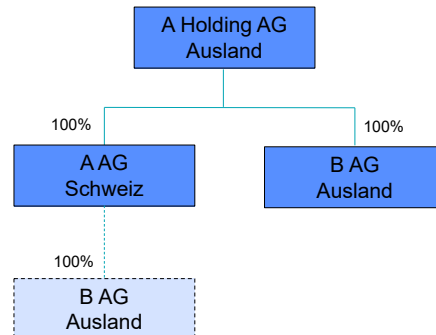 A Holding AG
Ausland
100%
100%
A AG
Schweiz
B AG
Ausland
100%
B AG
Ausland